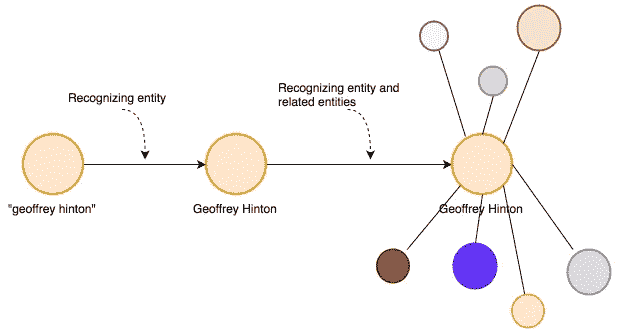 Recognizing entity
Recognizing entity and
related entities
"geoffrey hinton"
Geoffrey Hinton
Geoffrey Hinton